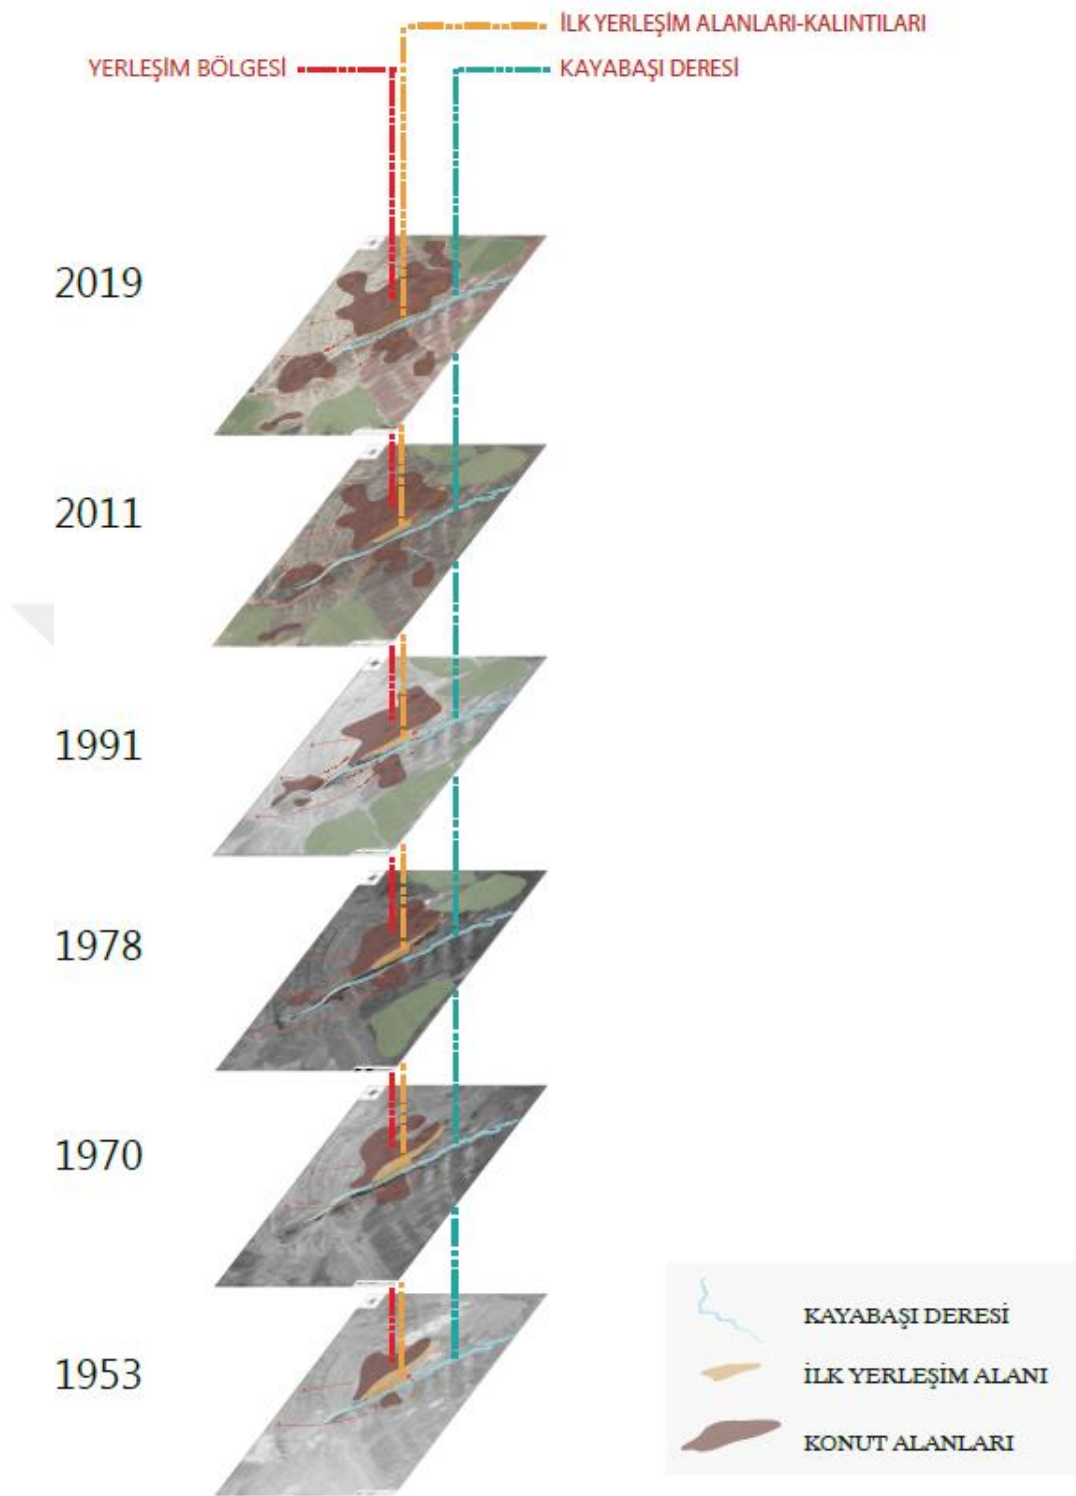 İLK YERLEŞİM ALANLARI-KALINTILARI
YERLEŞİM BÖLGESİ
KAYABAŞI DERESİ
2019
2011
1991
1978
1970
1953
KAYABAŞI DERESİ
İLK YERLEŞİM ALANI
KONUT ALANLARI